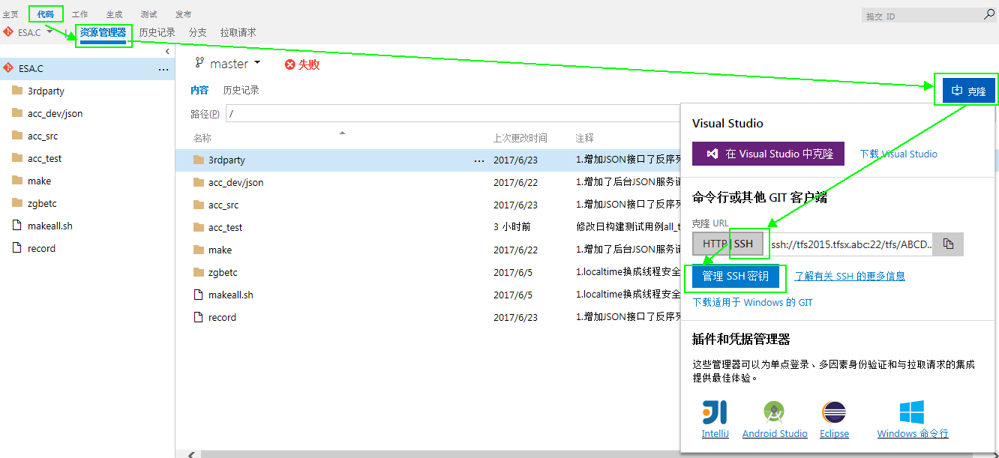 主页 代码 工作 生成 测试 发布 提交 ID
ESA.C 资源管理器 历史记录 分支 拉取请求
ESA.C
3rdparty
acc_dev/json
acc_src
acc_test
make
zgbetc
makeall.sh
record
master 失败
内容 历史记录
路径(P) /
名称 上次更改时间 注释
3rdparty ... 2017/6/23 1.增加JSON接口了反序列
acc_dev/json 2017/6/22 1.增加了后台JSON服务请
acc_src 2017/6/23 1.增加JSON接口了反序列
acc_test 3 小时前 修改日构建测试用例all_t
make 2017/6/22 1.增加了后台JSON服务请
zgbetc 2017/6/5 1.localtime换成线程安全
makeall.sh 2017/6/5 1.localtime换成线程安全
record 2017/6/23 1.增加JSON接口了反序列
克隆
Visual Studio
在 Visual Studio 中克隆 下载 Visual Studio
命令行或其他 GIT 客户端
克隆 URL
HTTP SSH ssh://tfs2015.tfsx.abc:22/tfs/ABCD...
管理 SSH 密钥 了解有关 SSH 的更多信息
下载适用于 Windows 的 GIT
插件和凭据管理器
这些管理器可以为单点登录、多因素身份验证和与拉取请求的集成
提供最佳体验。
IntelliJ Android Studio Eclipse Windows 命令行